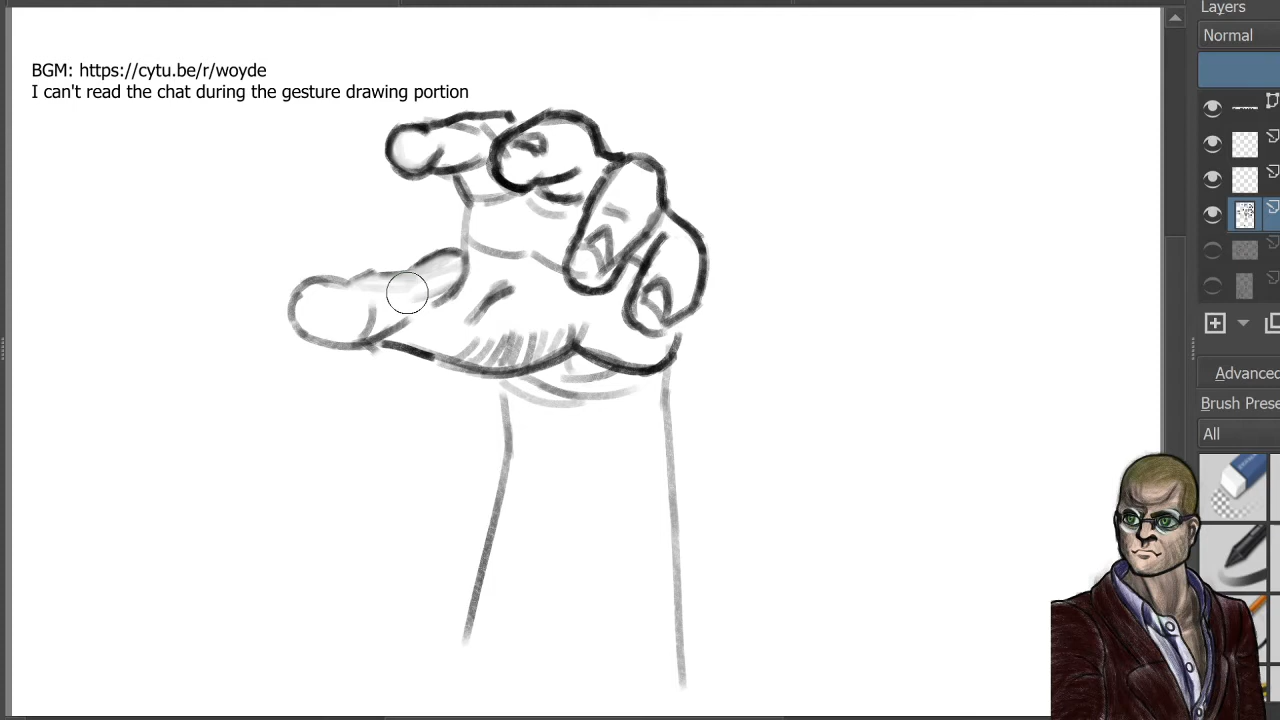 Layers
Normal
BGM: https://cytu.be/r/woyde
I can't read the chat during the gesture drawing portion
Advanced
Brush Prese
All